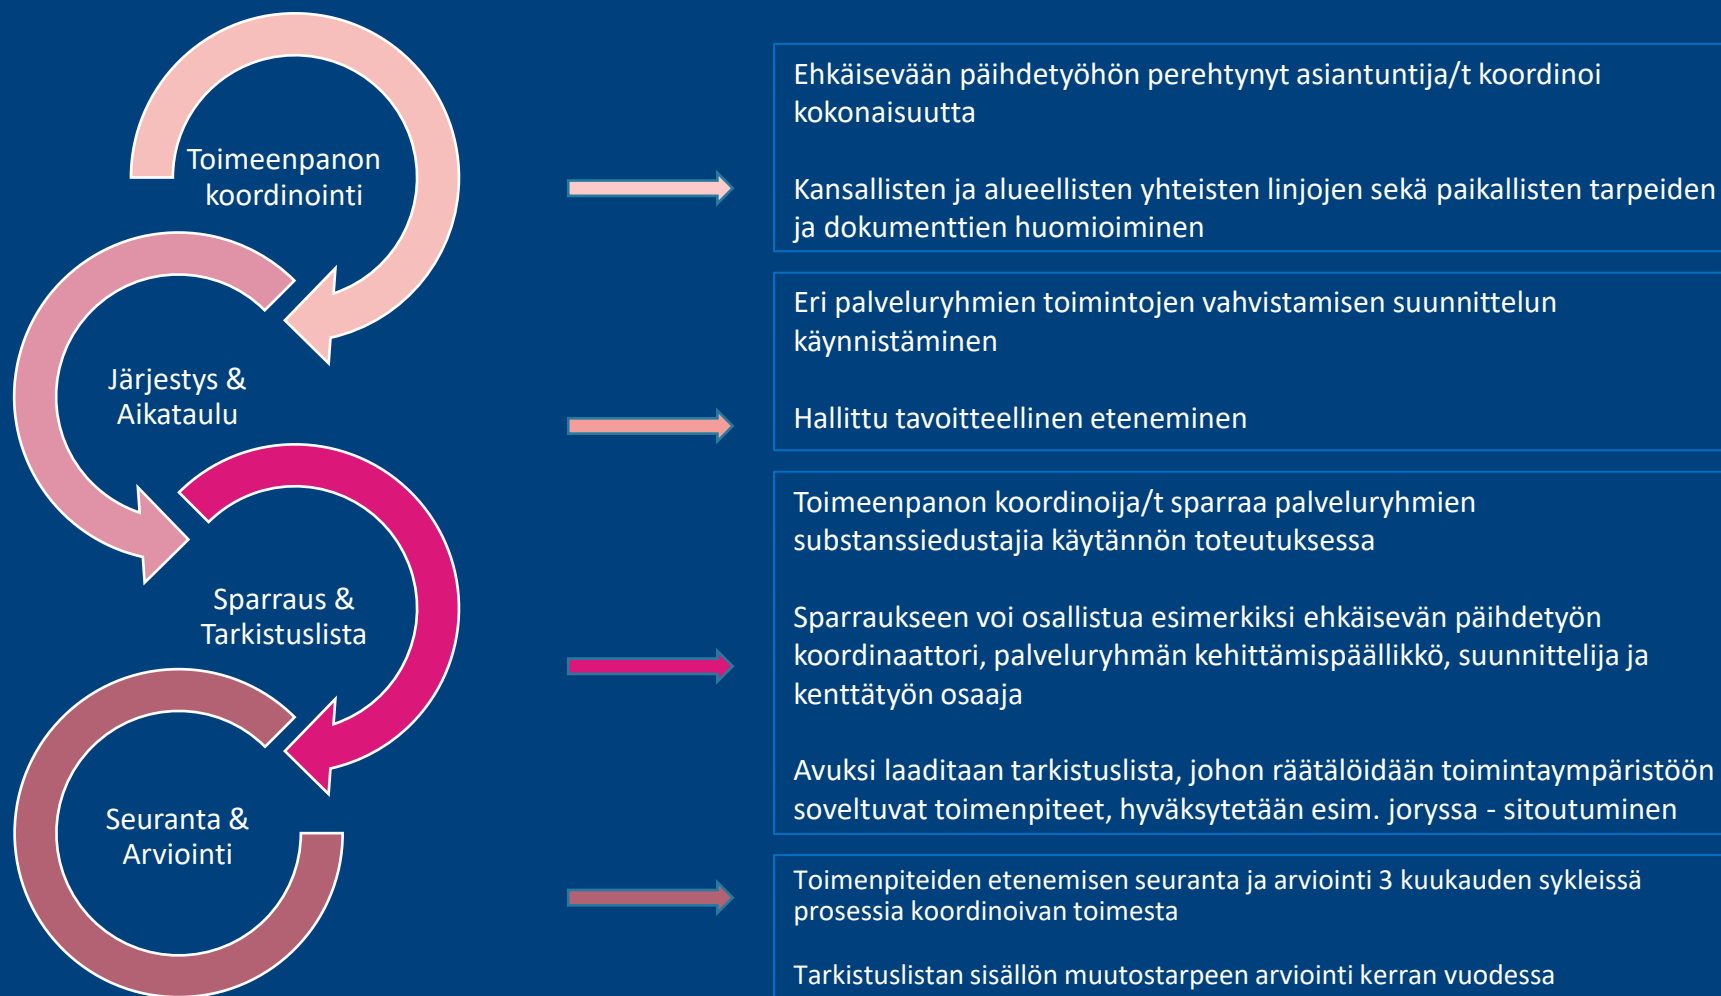 Toimeenpanon
koordinointi
Ehkäisevään päihdetyöhön perehtynyt asiantuntija/t koordinoi
kokonaisuutta
Kansallisten ja alueellisten yhteisten linjojen sekä paikallisten tarpeiden
ja dokumenttien huomioiminen
Järjestys &
Aikataulu
Eri palveluryhmien toimintojen vahvistamisen suunnittelun
käynnistäminen
Hallittu tavoitteellinen eteneminen
Sparraus &
Tarkistuslista
Toimeenpanon koordinoija/t sparraa palveluryhmien
substanssiedustajia käytännön toteutuksessa
Sparraukseen voi osallistua esimerkiksi ehkäisevän päihdetyön
koordinaattori, palveluryhmän kehittämispäällikkö, suunnittelija ja
kenttätyön osaaja
Avuksi laaditaan tarkistuslista, johon räätälöidään toimintaympäristöön
soveltuvat toimenpiteet, hyväksytetään esim. joryssa - sitoutuminen
Seuranta &
Arviointi
Toimenpiteiden etenemisen seuranta ja arviointi 3 kuukauden sykleissä
prosessia koordinoivan toimesta
Tarkistuslistan sisällön muutostarpeen arviointi kerran vuodessa